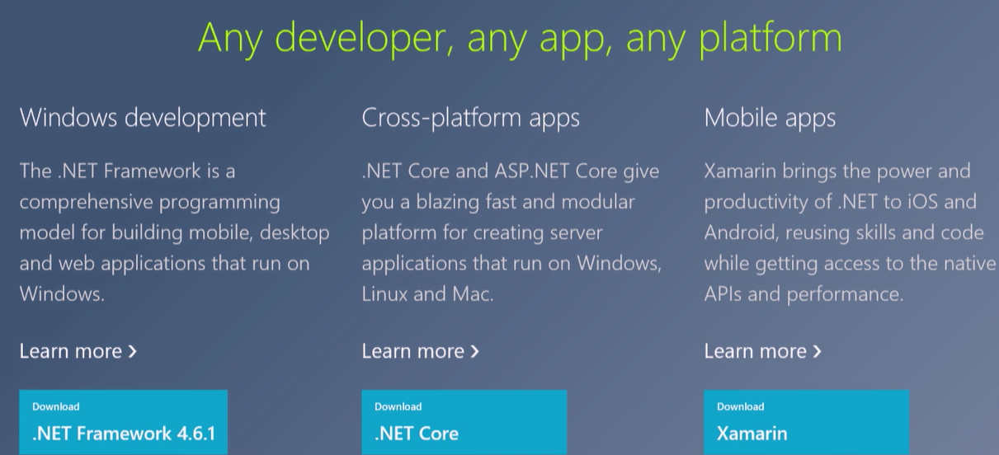 Any developer, any app, any platform
Windows development
The .NET Framework is a
comprehensive programming
model for building mobile, desktop
and web applications that run on
Windows.
Learn more ›
Download
.NET Framework 4.6.1
Cross-platform apps
.NET Core and ASP.NET Core give
you a blazing fast and modular
platform for creating server
applications that run on Windows,
Linux and Mac.
Learn more ›
Download
.NET Core
Mobile apps
Xamarin brings the power and
productivity of .NET to iOS and
Android, reusing skills and code
while getting access to the native
APIs and performance.
Learn more ›
Download
Xamarin